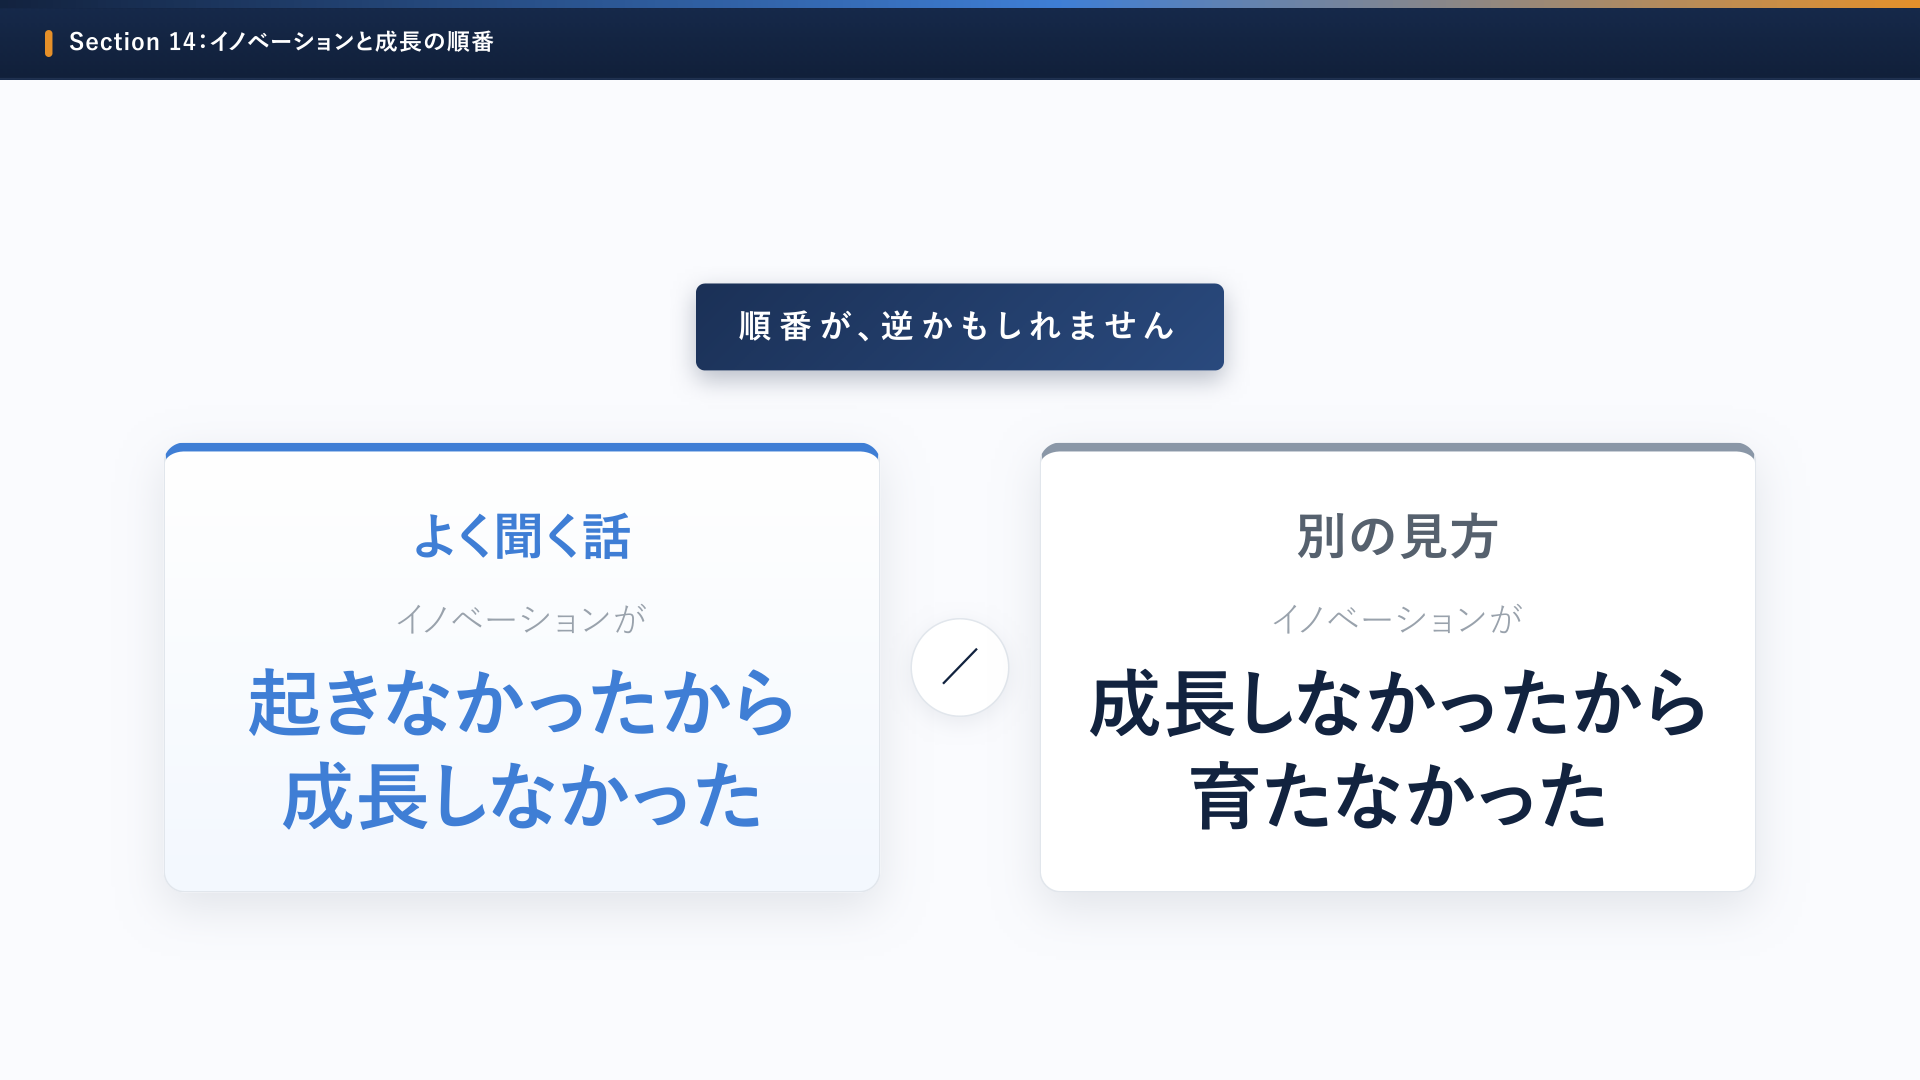 Section 14：イノベーションと成長の順番
順番が、逆かもしれません
よく聞く話
イノベーションが
起きなかったから
成長しなかった
／
別の見方
イノベーションが
成長しなかったから
育たなかった